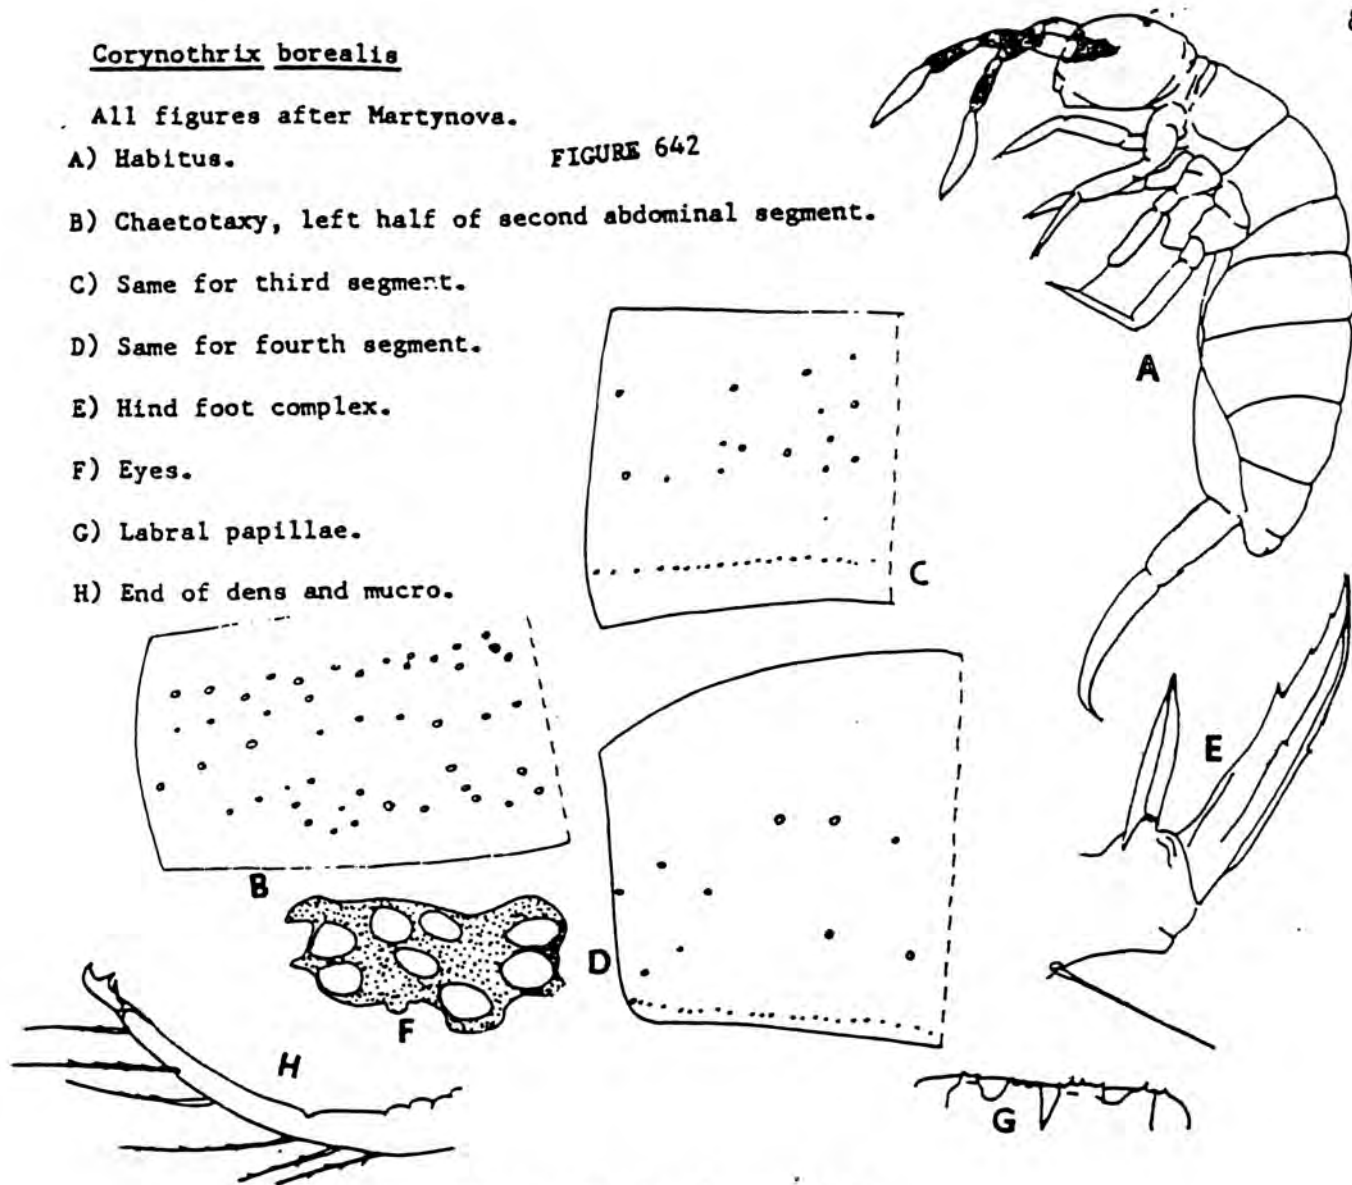 Corynothrix borealis
All figures after Martynova.
A) Habitus.
FIGURE 642
B) Chaetotaxy, left half of second abdominal segment.
C) Same for third segment.
D) Same for fourth segment.
E) Hind foot complex.
F) Eyes.
G) Labral papillae.
H) End of dens and mucro.
A
C
B
E
D
F
H
G